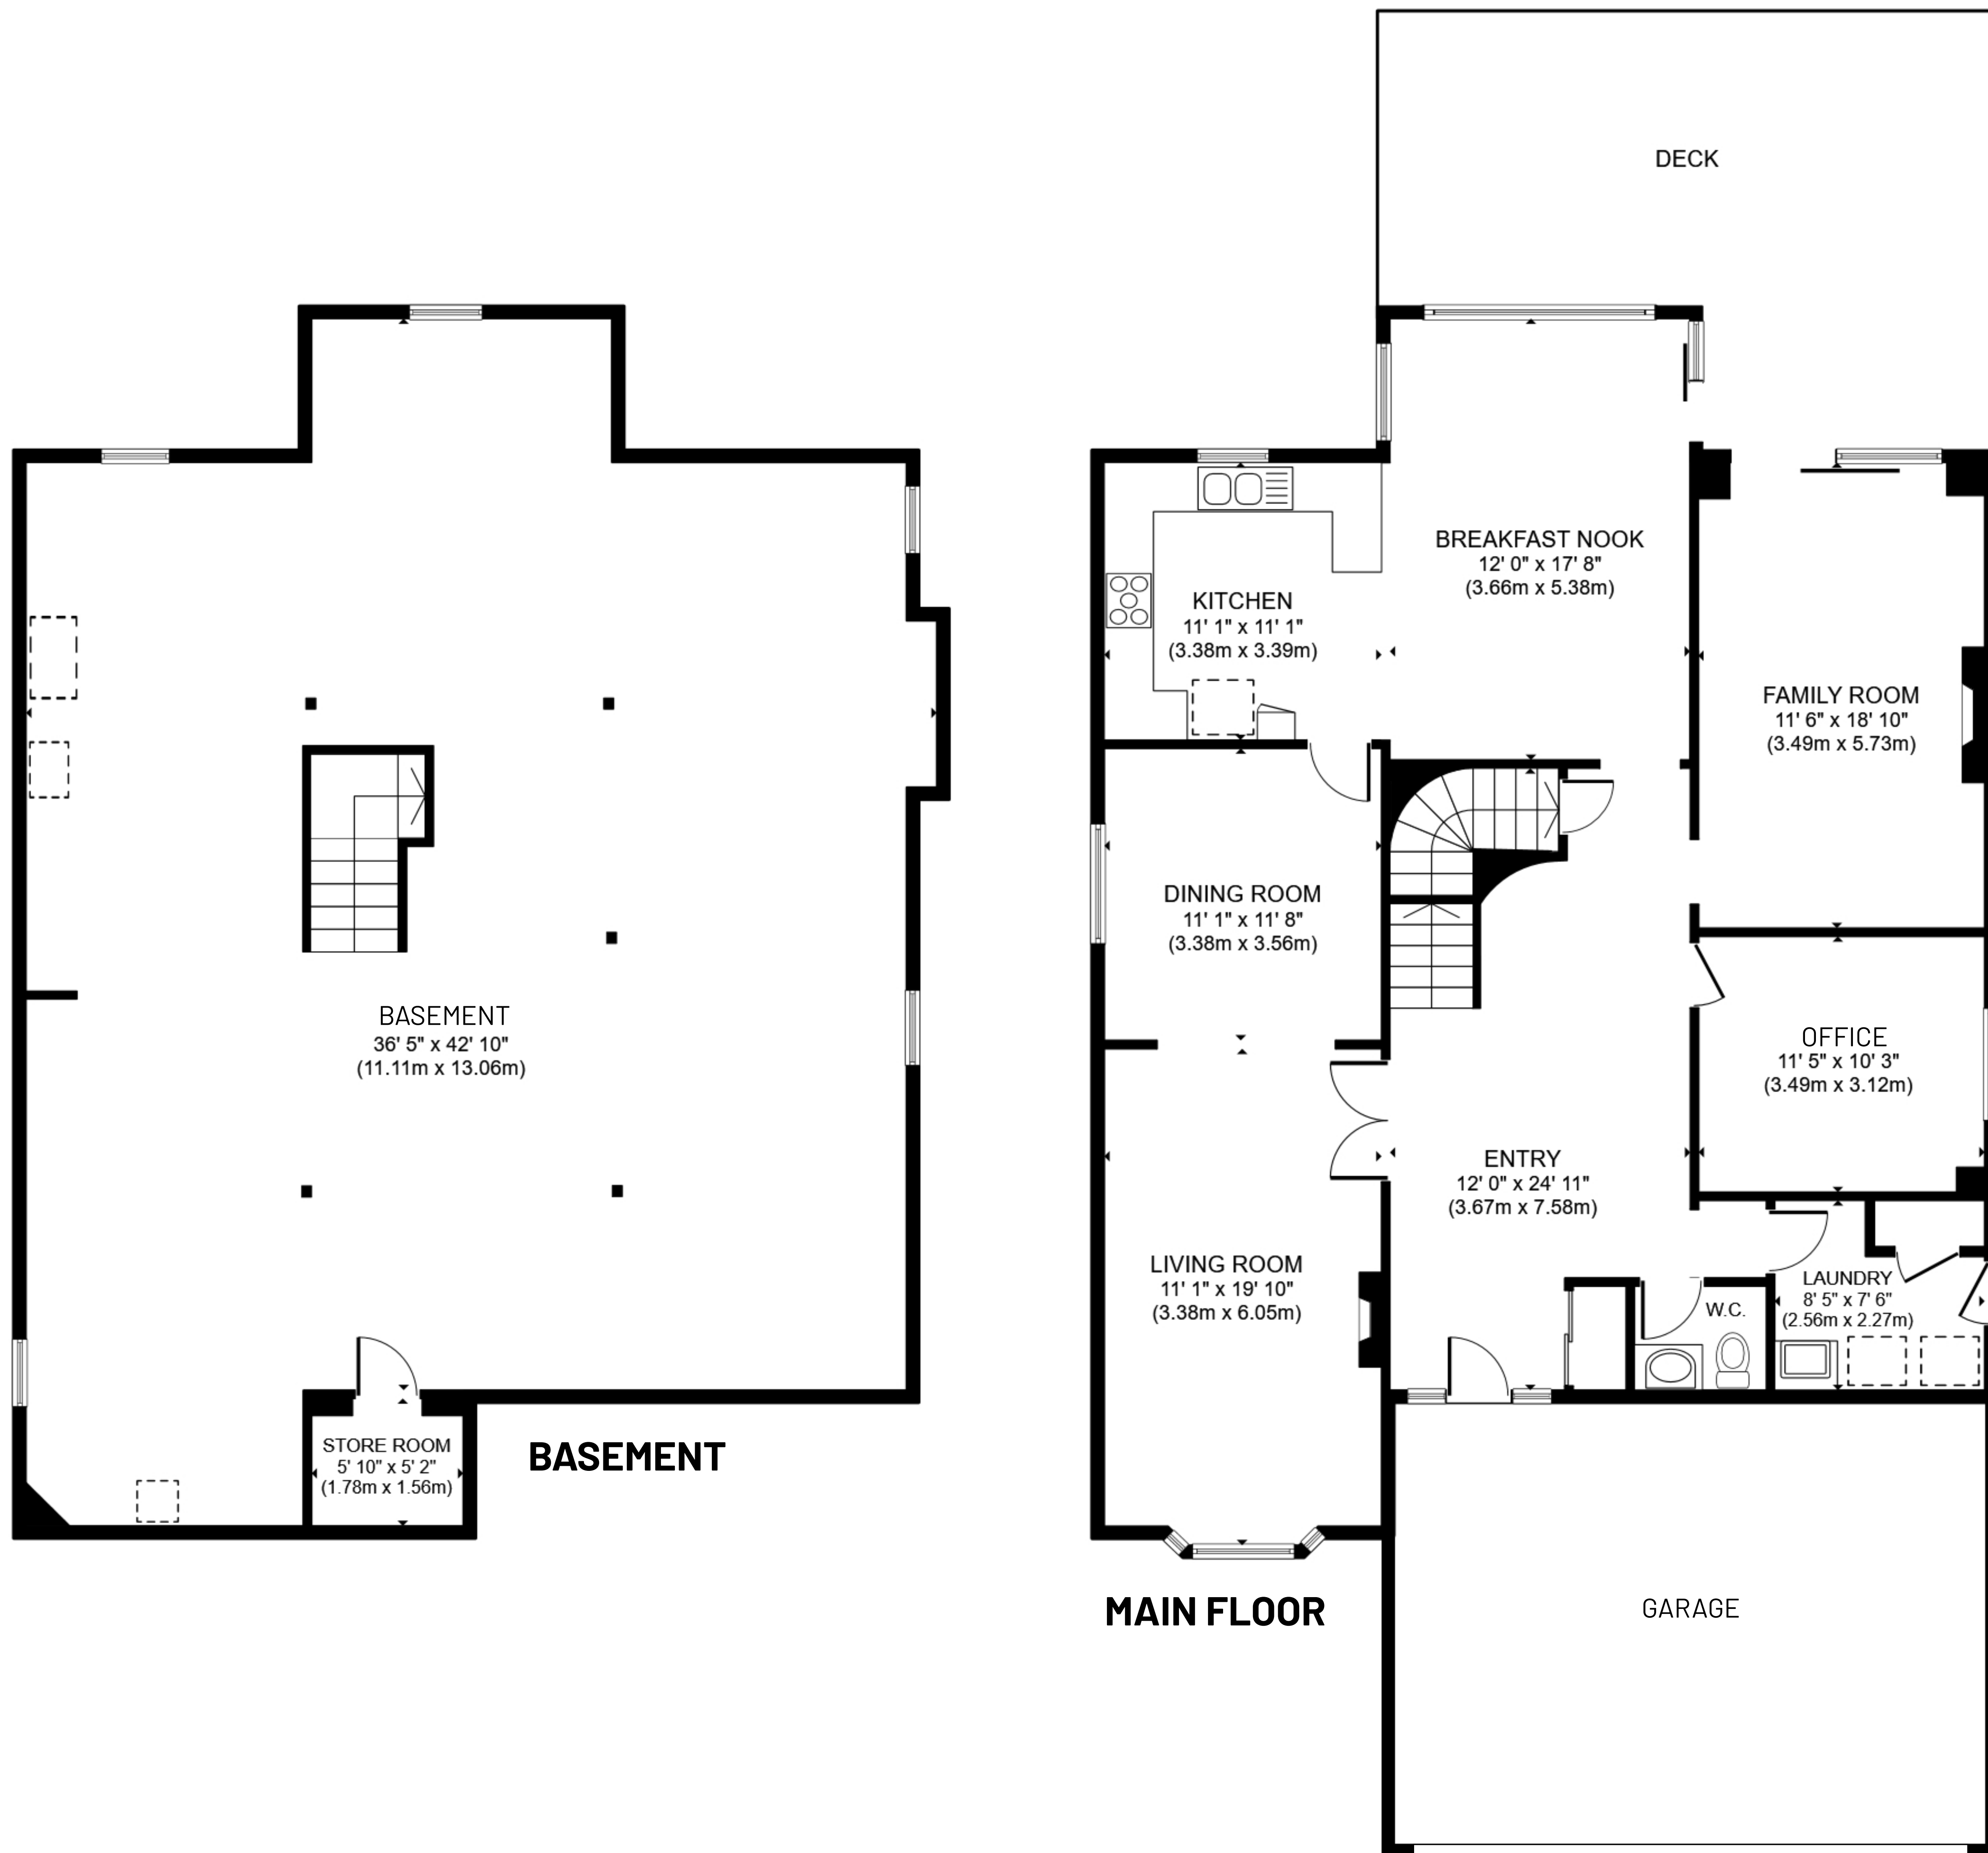 BASEMENT
36' 5" x 42' 10"
(11.11m x 13.06m)
STORE ROOM
5' 10" x 5' 2"
(1.78m x 1.56m)
BASEMENT
DECK
BREAKFAST NOOK
12' 0" x 17' 8"
(3.66m x 5.38m)
KITCHEN
11' 1" x 11' 1"
(3.38m x 3.39m)
FAMILY ROOM
11' 6" x 18' 10"
(3.49m x 5.73m)
DINING ROOM
11' 1" x 11' 8"
(3.38m x 3.56m)
OFFICE
11' 5" x 10' 3"
(3.49m x 3.12m)
ENTRY
12' 0" x 24' 11"
(3.67m x 7.58m)
LIVING ROOM
11' 1" x 19' 10"
(3.38m x 6.05m)
W.C.
LAUNDRY
8' 5" x 7' 6"
(2.56m x 2.27m)
MAIN FLOOR
GARAGE